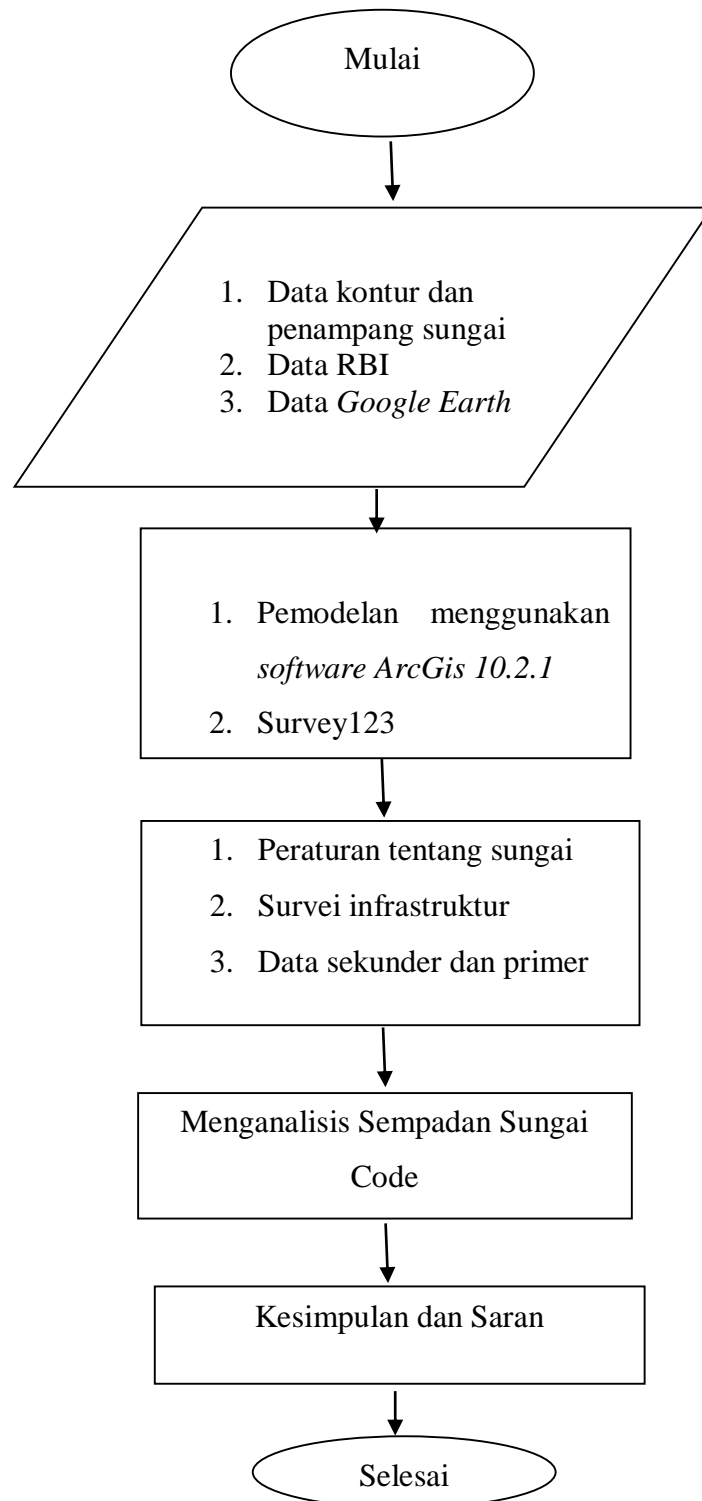 Mulai
1. Data kontur dan
penampang sungai
2. Data RBI
3. Data Google Earth
1. Pemodelan menggunakan
software ArcGis 10.2.1
2. Survey123
1. Peraturan tentang sungai
2. Survei infrastruktur
3. Data sekunder dan primer
Menganalisis Sempadan Sungai
Code
Kesimpulan dan Saran
Selesai